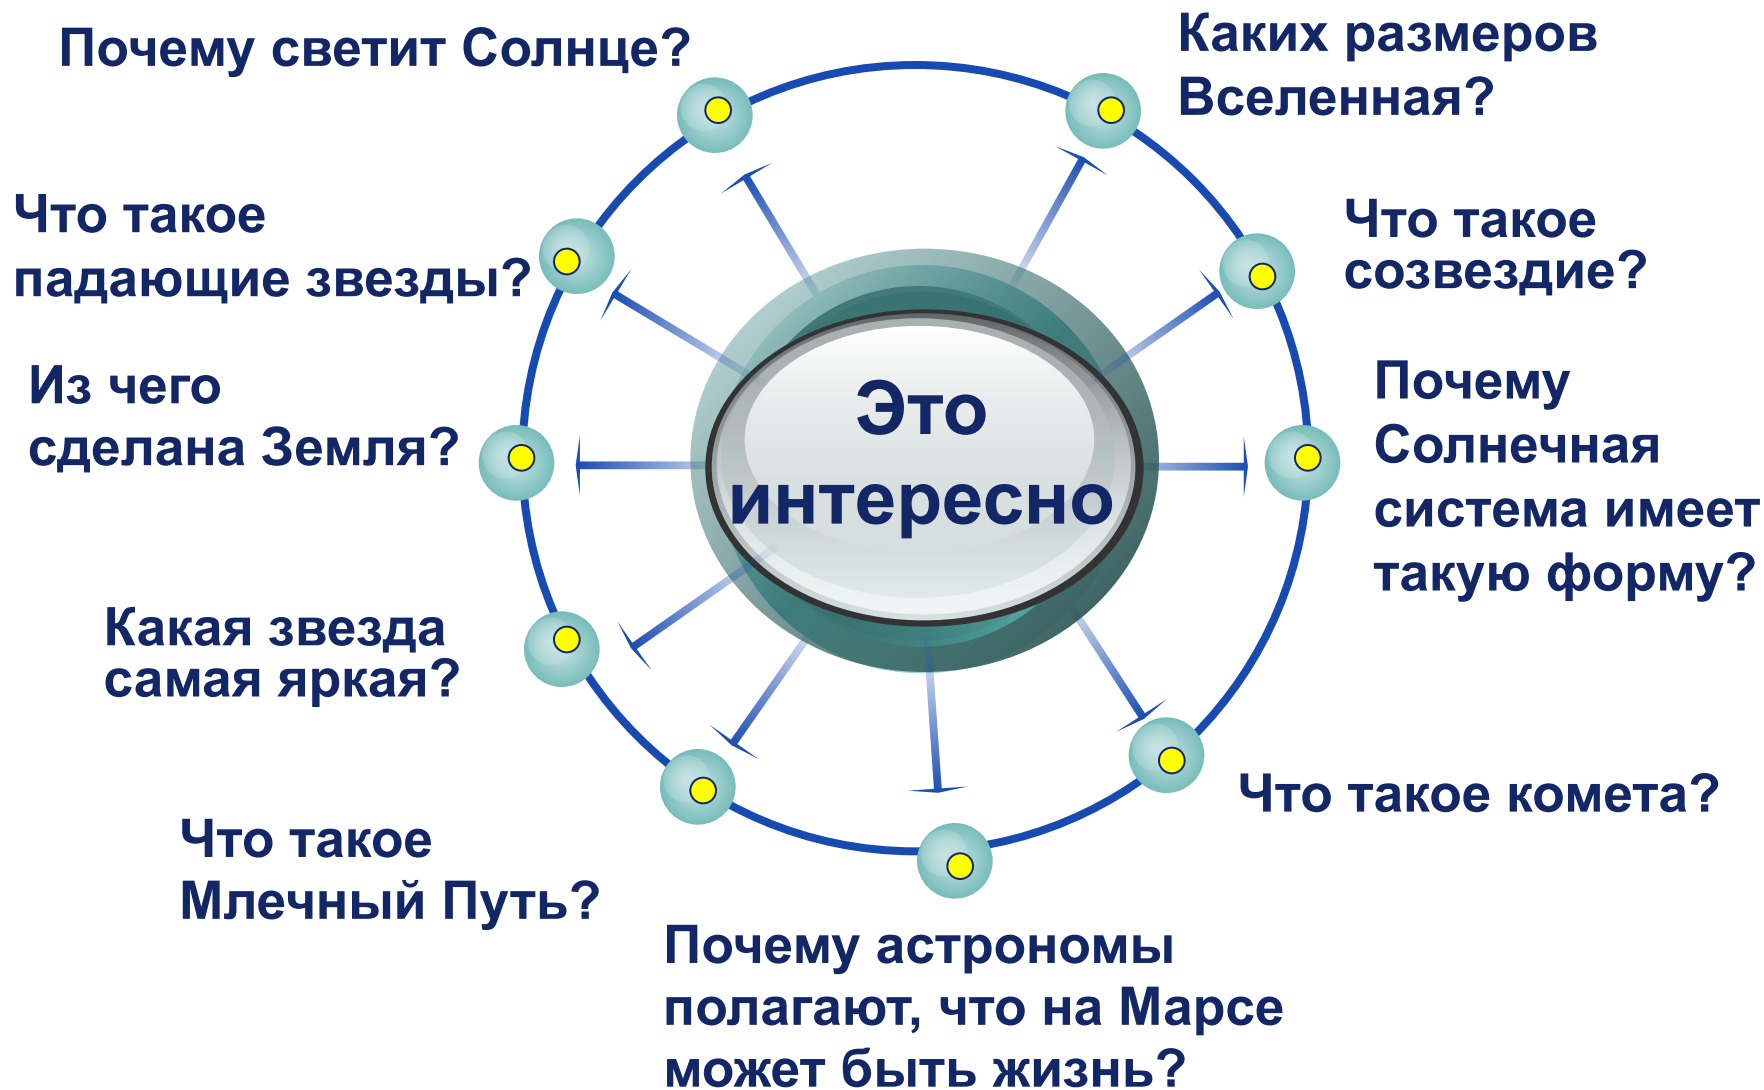 Почему светит Солнце?
Каких размеров
Вселенная?
Что такое
падающие звезды?
Что такое
созвездие?
Из чего
сделана Земля?
Это
интересно
Почему
Солнечная
система имеет
такую форму?
Какая звезда
самая яркая?
Что такое комета?
Что такое
Млечный Путь?
Почему астрономы
полагают, что на Марсе
может быть жизнь?